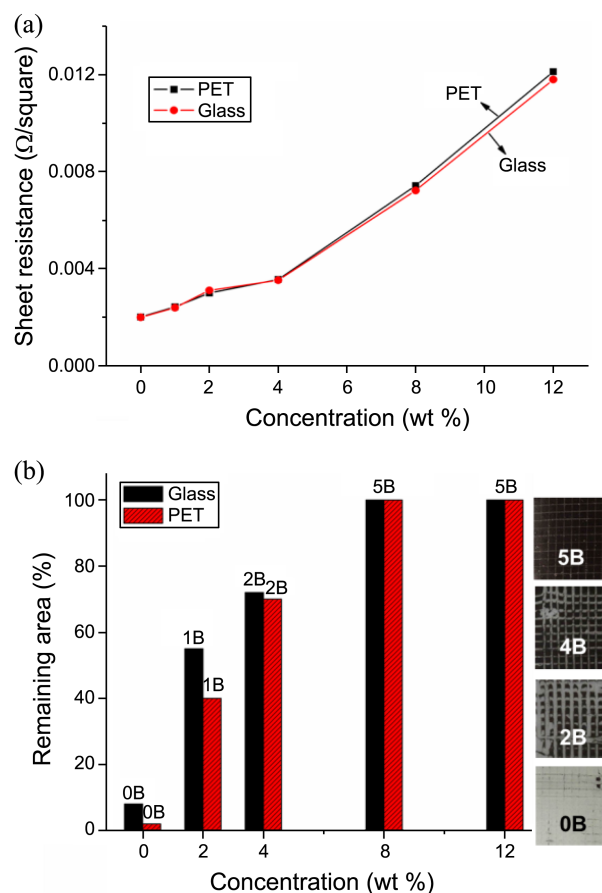 (a)
Sheet resistance (Ω/square)
0.012
0.008
0.004
0.000
PET
Glass
PET
Glass
0 2 4 6 8 10 12
Concentration (wt %)
(b)
Remaining area (%)
100
80
60
40
20
0
Glass
PET
0B
0B
1B
1B
2B
2B
5B
5B
0 2 4 8 12
Concentration (wt %)
5B
4B
2B
0B